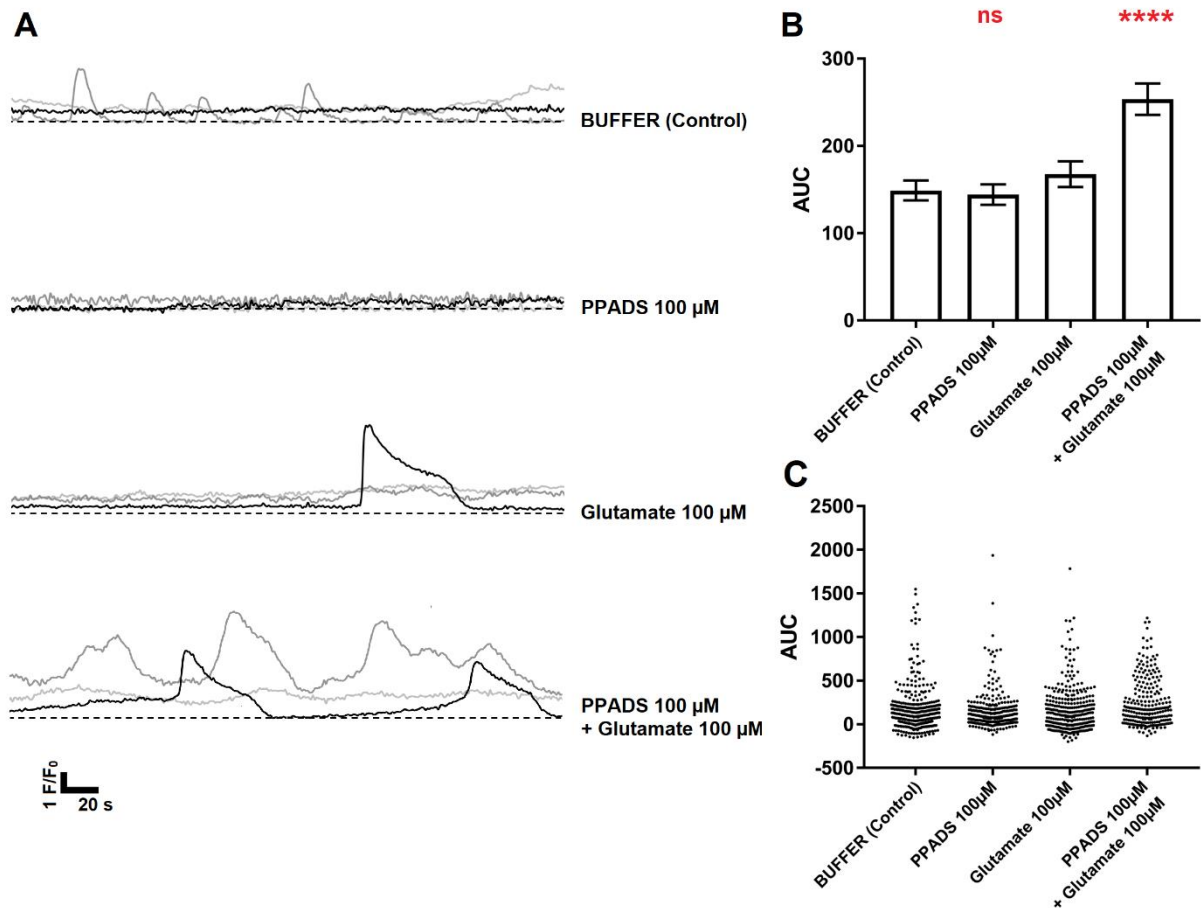 A
BUFFER (Control)
PPADS 100 µM
Glutamate 100 µM
PPADS 100 µM
+ Glutamate 100 µM
1 F/F0
20 s
B
ns
****
300
200
100
0
AUC
BUFFER (Control)
PPADS 100µM
Glutamate 100µM
PPADS 100µM
+ Glutamate 100µM
C
2500
2000
1500
1000
500
0
-500
AUC
BUFFER (Control)
PPADS 100µM
Glutamate 100µM
PPADS 100µM
+ Glutamate 100µM